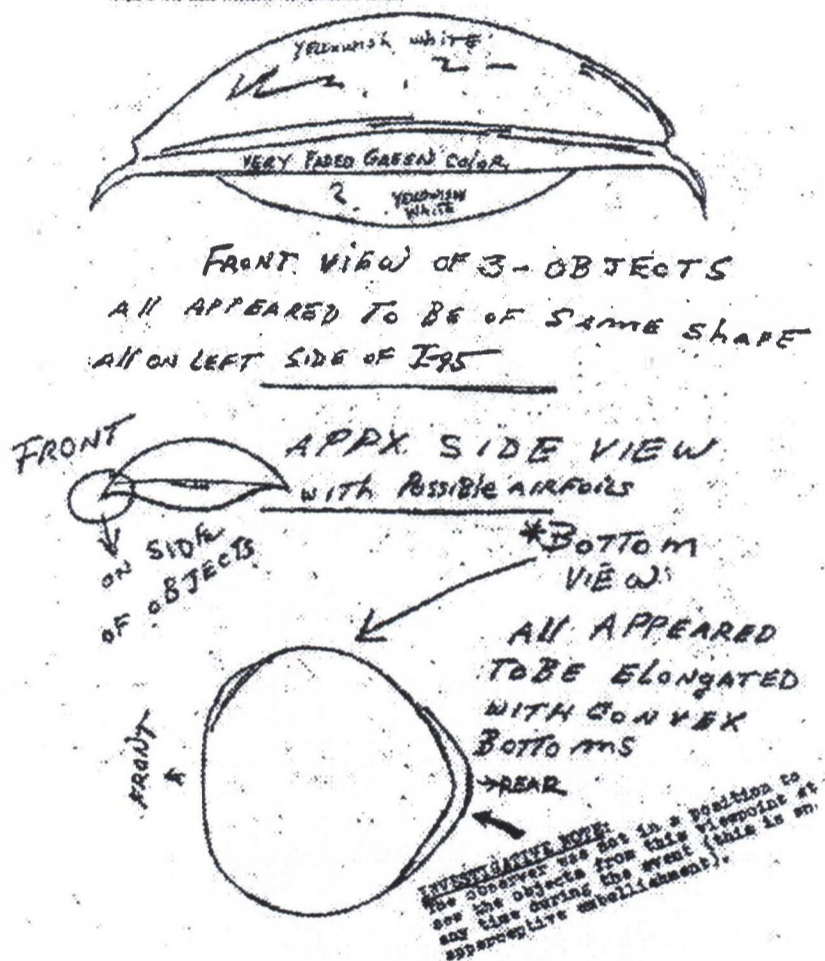 YELLOWISH WHITE
VERY FADED GREEN COLOR
?
YELLOWISH
WHITE
FRONT VIEW OF 3-OBJECTS
All APPEARED TO BE OF SAME SHAPE
All ON LEFT SIDE OF I-95
FRONT
APPX. SIDE VIEW
WITH POSSIBLE AIRFOILS
ON SIDE
OF OBJECTS
*BOTTOM
VIEW:
All APPEARED
TO BE ELONGATED
WITH CONVEX
BOTTOMS
FRONT
REAR
INVESTIGATIVE NOTE:
The observer was not in a position to
see the objects from this viewpoint at
any time during the event (this is an
apperceptive embellishment).